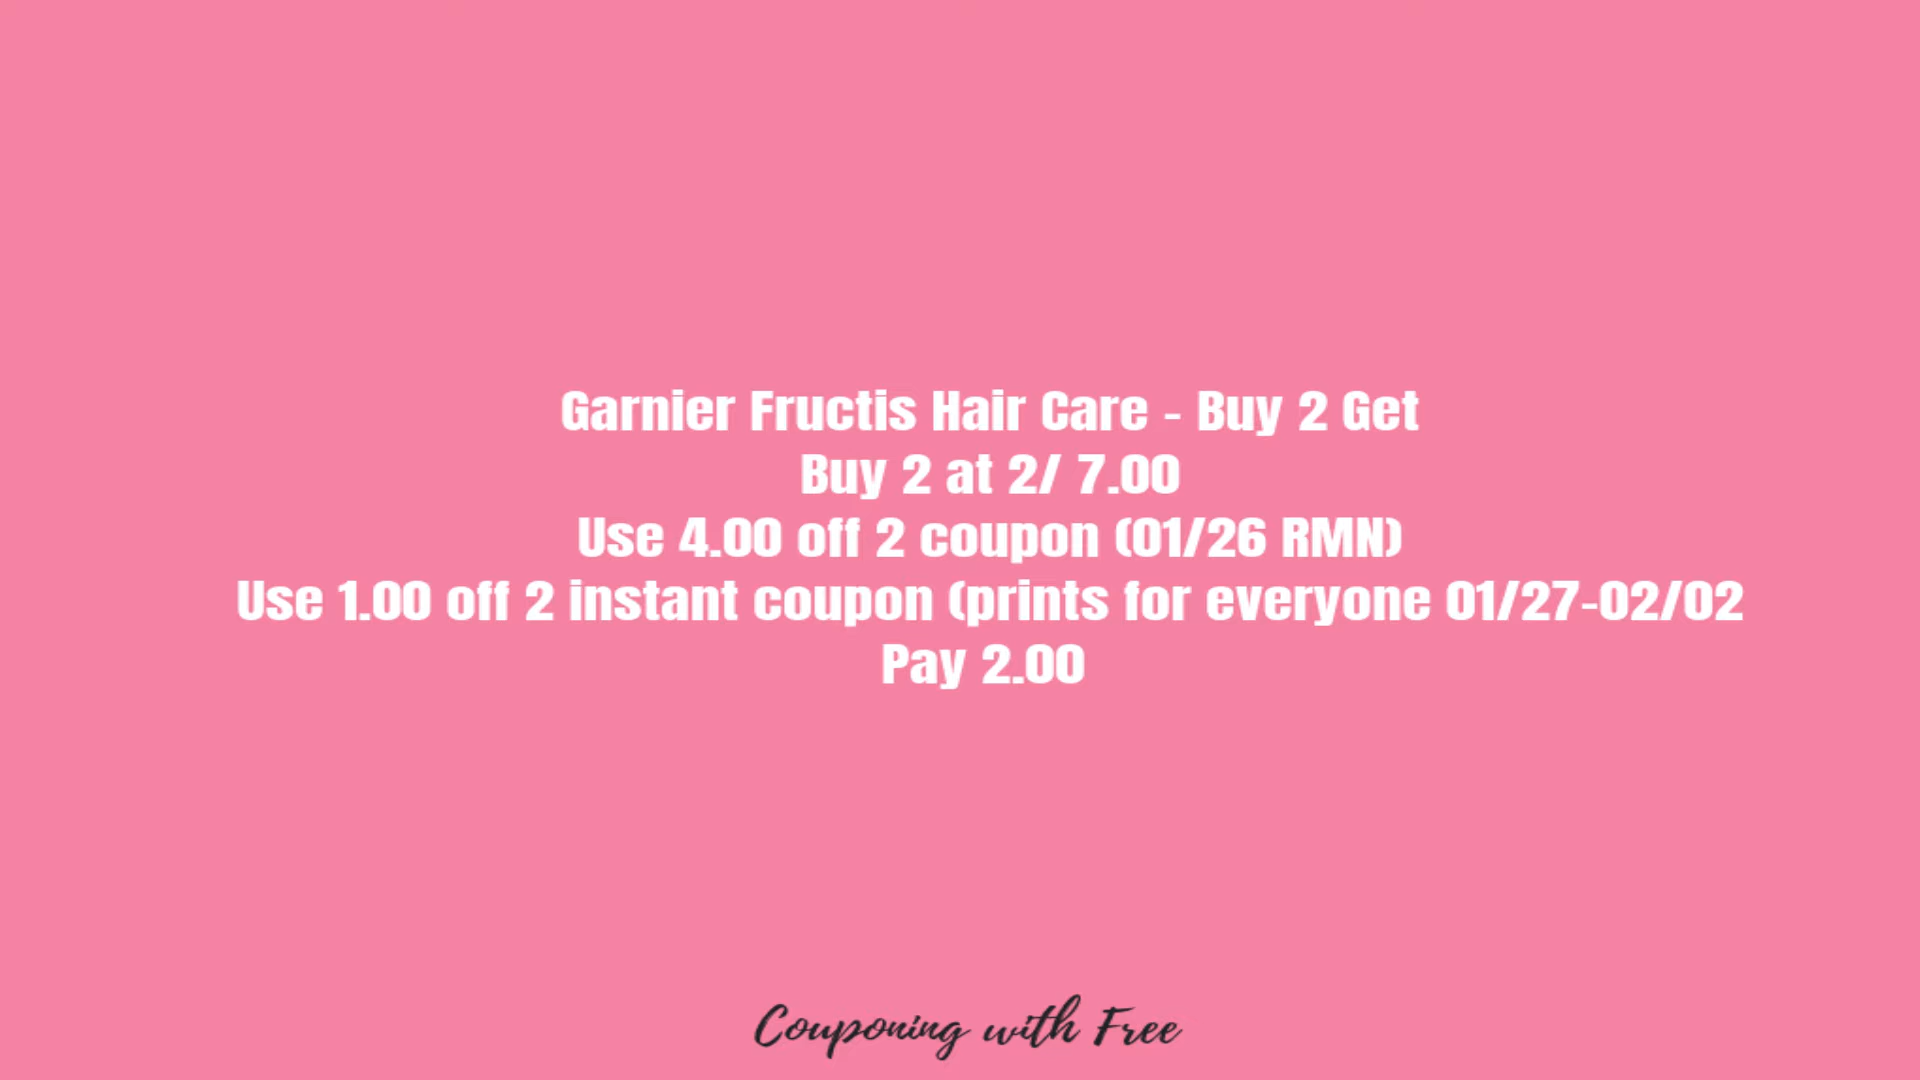 Garnier Fructis Hair Care - Buy 2 Get
Buy 2 at 2/ 7.00
Use 4.00 off 2 coupon (01/26 RMN)
Use 1.00 off 2 instant coupon (prints for everyone 01/27-02/02
Pay 2.00
Couponing with Free